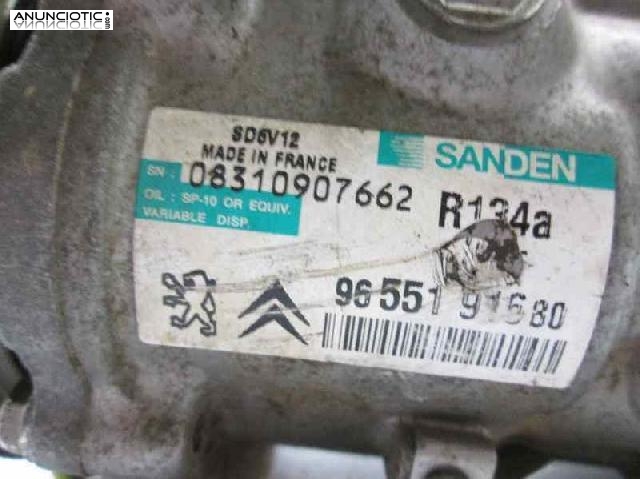 ANUNCIOTIC
.com
SD6V12
MADE IN FRANCE
SANDEN
SN : 08310907662
OIL : SP-10 OR EQUIV.
VARIABLE DISP.
R134a
96 551 91680